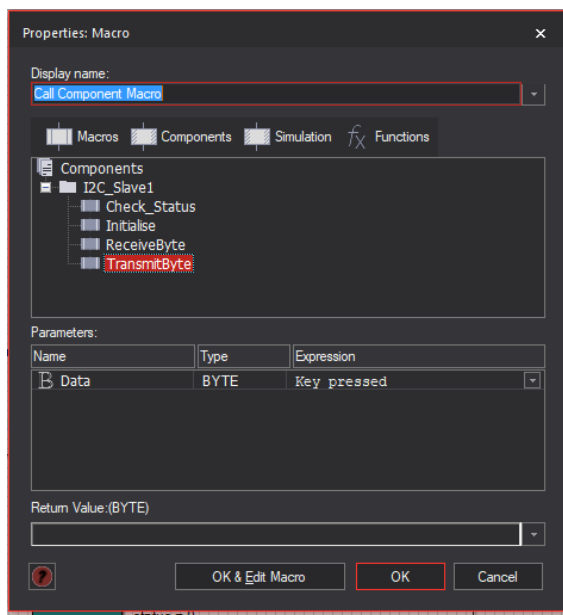 Properties: Macro
Display name:
Call Component Macro
Macros Components Simulation fx Functions
Components
I2C_Slave1
Check_Status
Initialise
ReceiveByte
TransmitByte
Parameters:
Name Type Expression
B Data BYTE Key pressed
Return Value:(BYTE)
? OK & Edit Macro OK Cancel